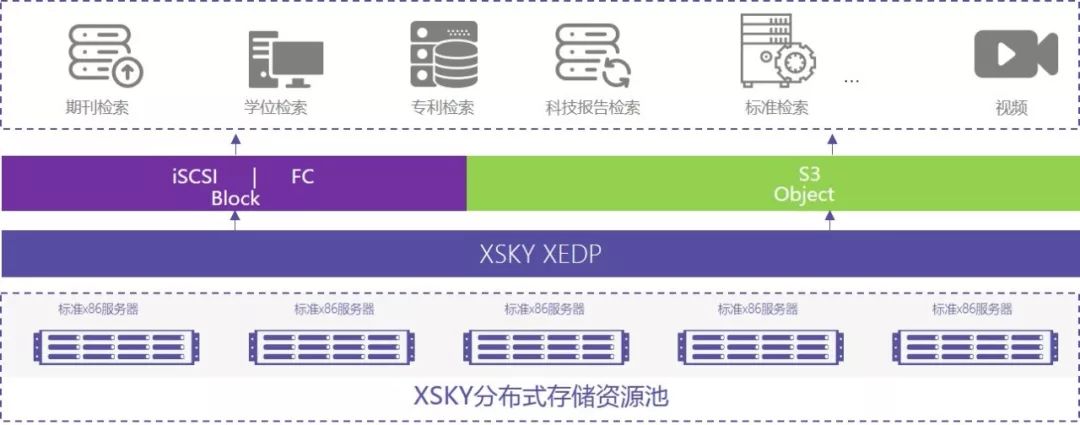 期刊检索
学位检索
专利检索
科技报告检索
标准检索
...
视频
iSCSI | FC
Block
S3
Object
XSKY XEDP
标准x86服务器
标准x86服务器
标准x86服务器
标准x86服务器
标准x86服务器
XSKY分布式存储资源池